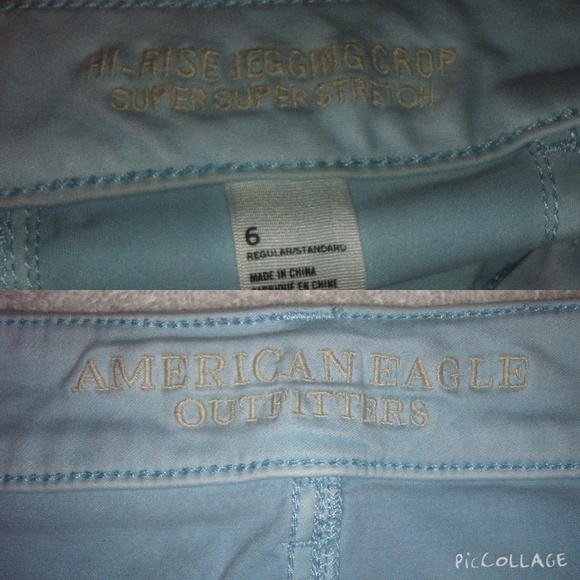 HI-RISE JEGGING CROP
SUPER SUPER STRETCH
6
REGULAR/STANDARD
MADE IN CHINA
FABRIQUÉ EN CHINE
AMERICAN EAGLE
OUTFITTERS
PICCOLLAGE